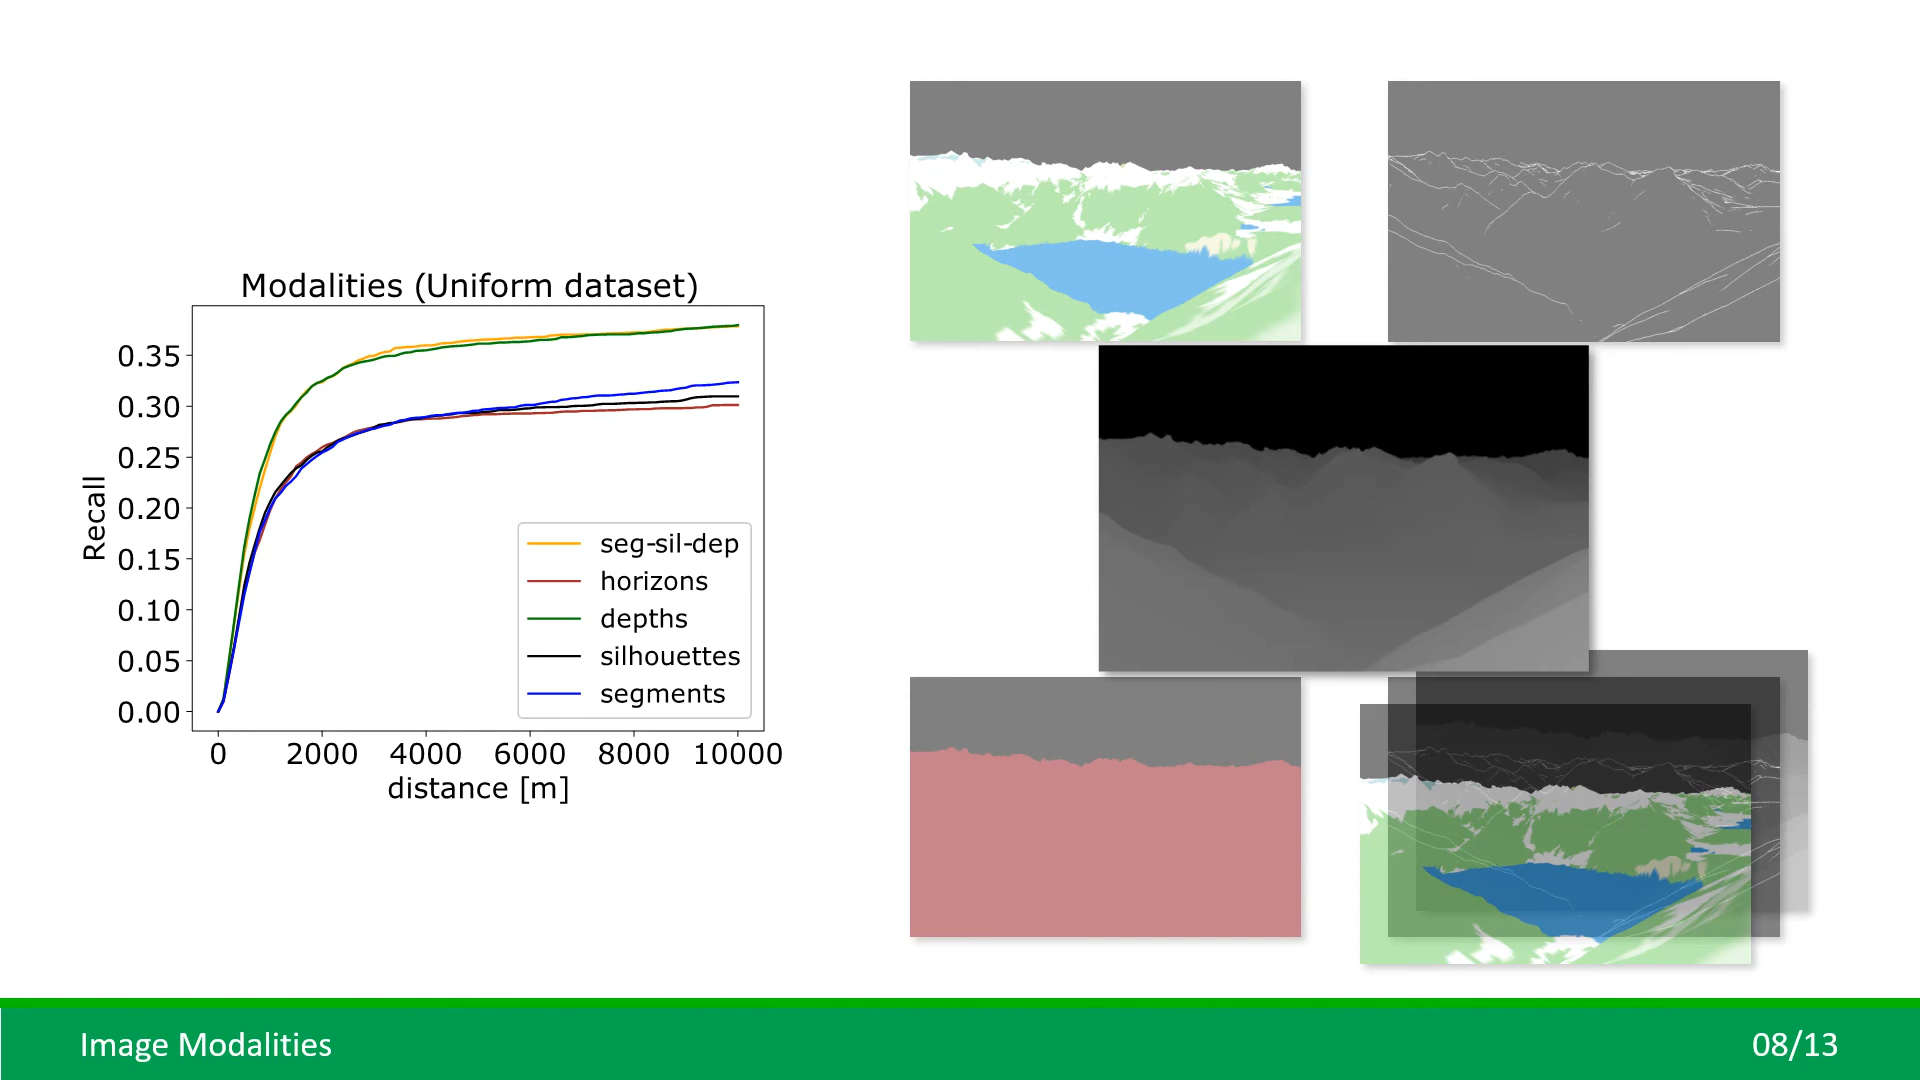 Modalities (Uniform dataset)
Recall
0.35
0.30
0.25
0.20
0.15
0.10
0.05
0.00
seg-sil-dep
horizons
depths
silhouettes
segments
0 2000 4000 6000 8000 10000
distance [m]
Image Modalities
08/13